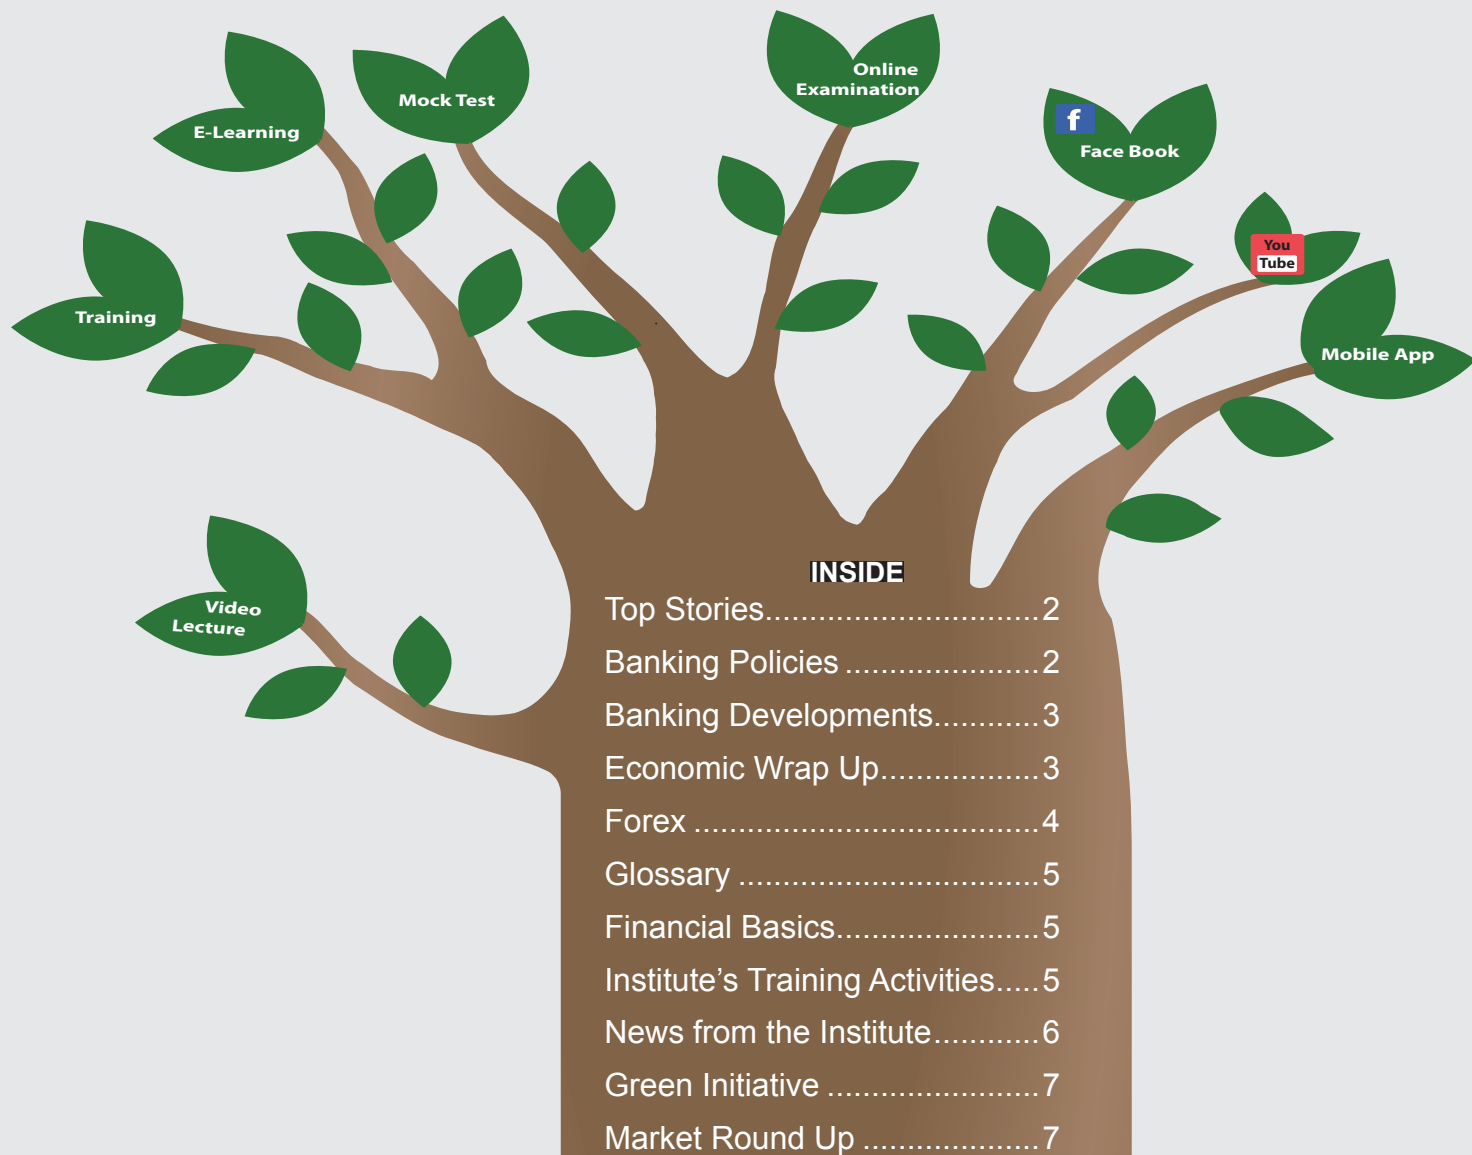 Mock Test
Online
Examination
E-Learning
f
Face Book
You
Tube
Training
Mobile App
Video
Lecture
INSIDE
Top Stories...............................2
Banking Policies ......................2
Banking Developments............3
Economic Wrap Up..................3
Forex .......................................4
Glossary ..................................5
Financial Basics.......................5
Institute’s Training Activities.....5
News from the Institute............6
Green Initiative ........................7
Market Round Up ....................7